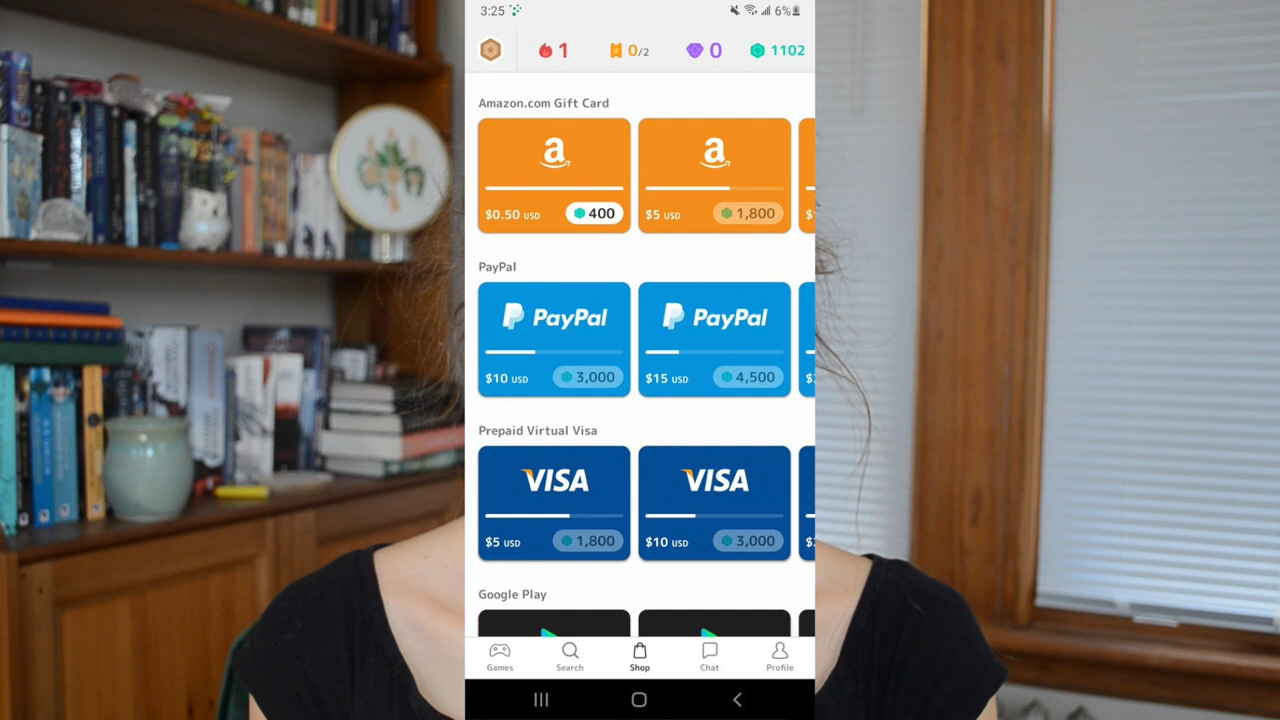 3:25 6%
1 0/2 0 1102
Amazon.com Gift Card
a a
$0.50 USD 400 $5 USD 1,800 $
PayPal
PayPal PayPal
$10 USD 3,000 $15 USD 4,500 $
Prepaid Virtual Visa
VISA VISA
$5 USD 1,800 $10 USD 3,000 $
Google Play
Games Search Shop Chat Profile